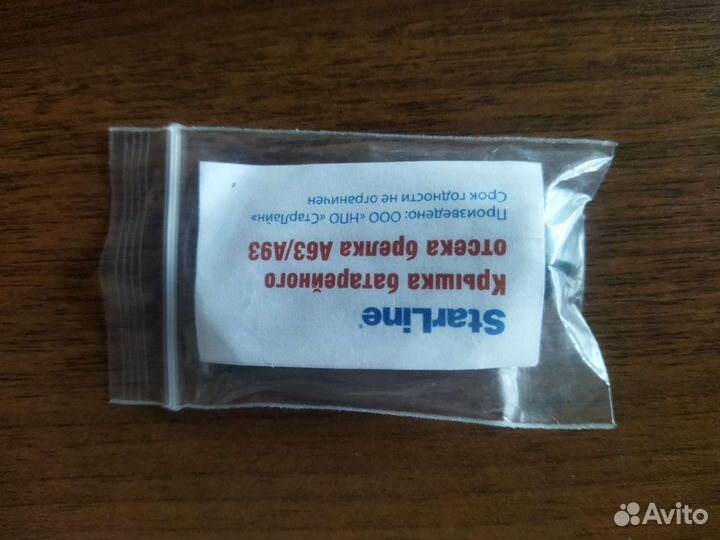 StarLine®
Крышка батарейного
отсека брелка А63/А93
Произведено: ООО «НПО «СтарЛайн»
Срок годности не ограничен
Avito